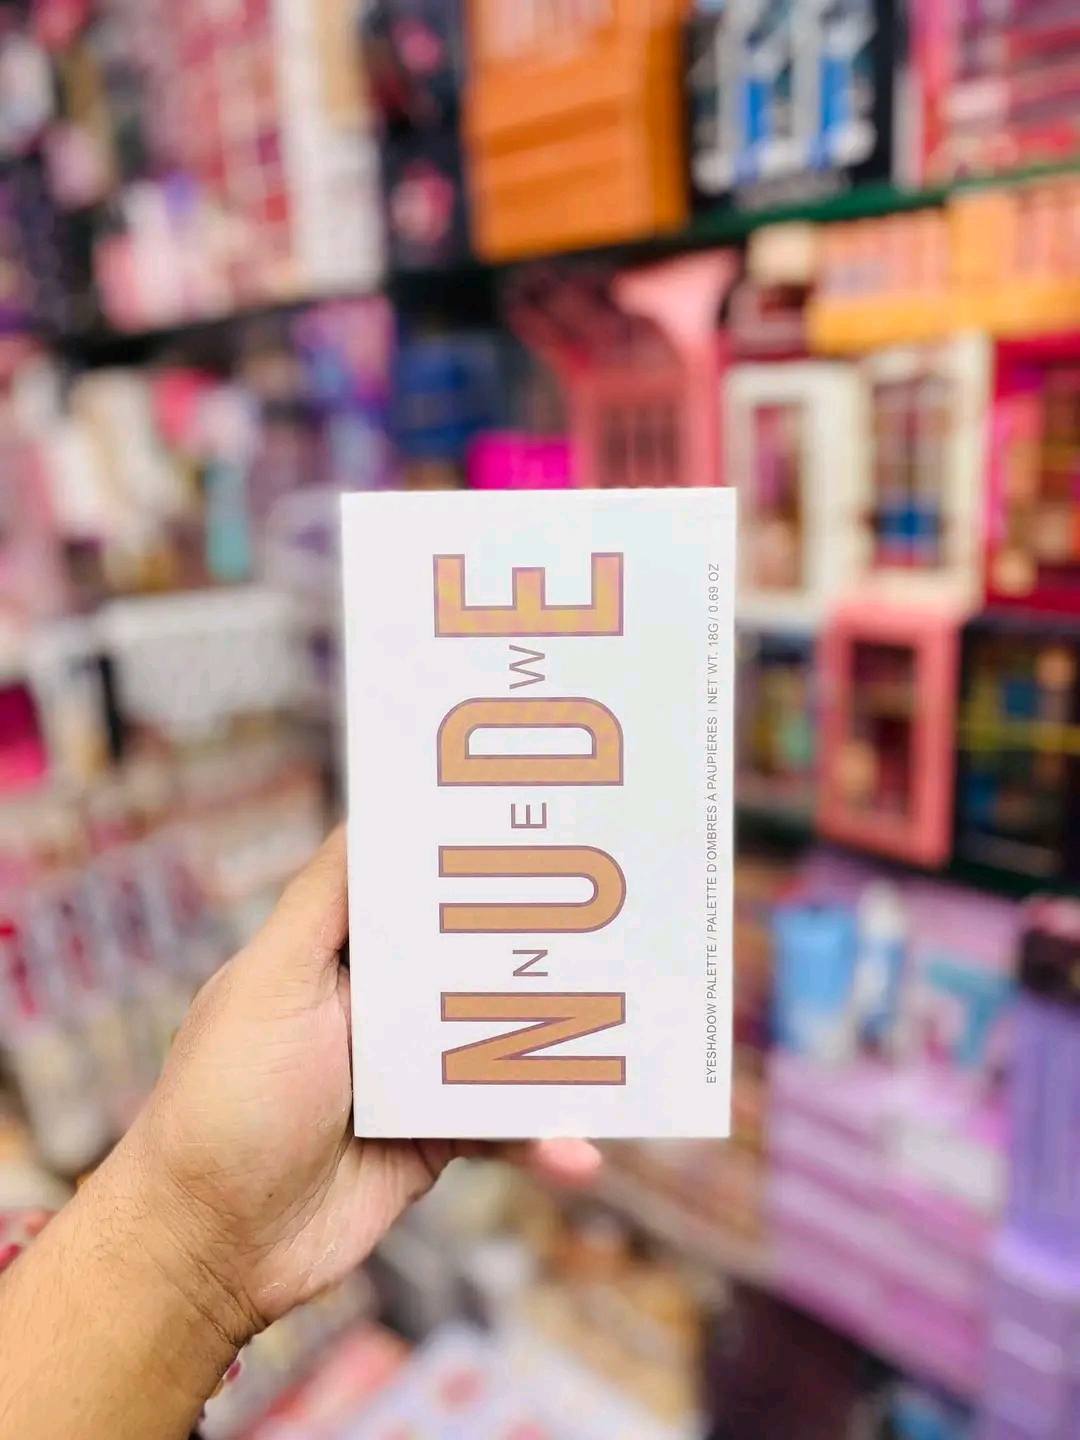 NEW
NUDE
EYESHADOW PALETTE / PALETTE D'OMBRES À PAUPIÈRES | NET WT. 18G/ 0.69 OZ